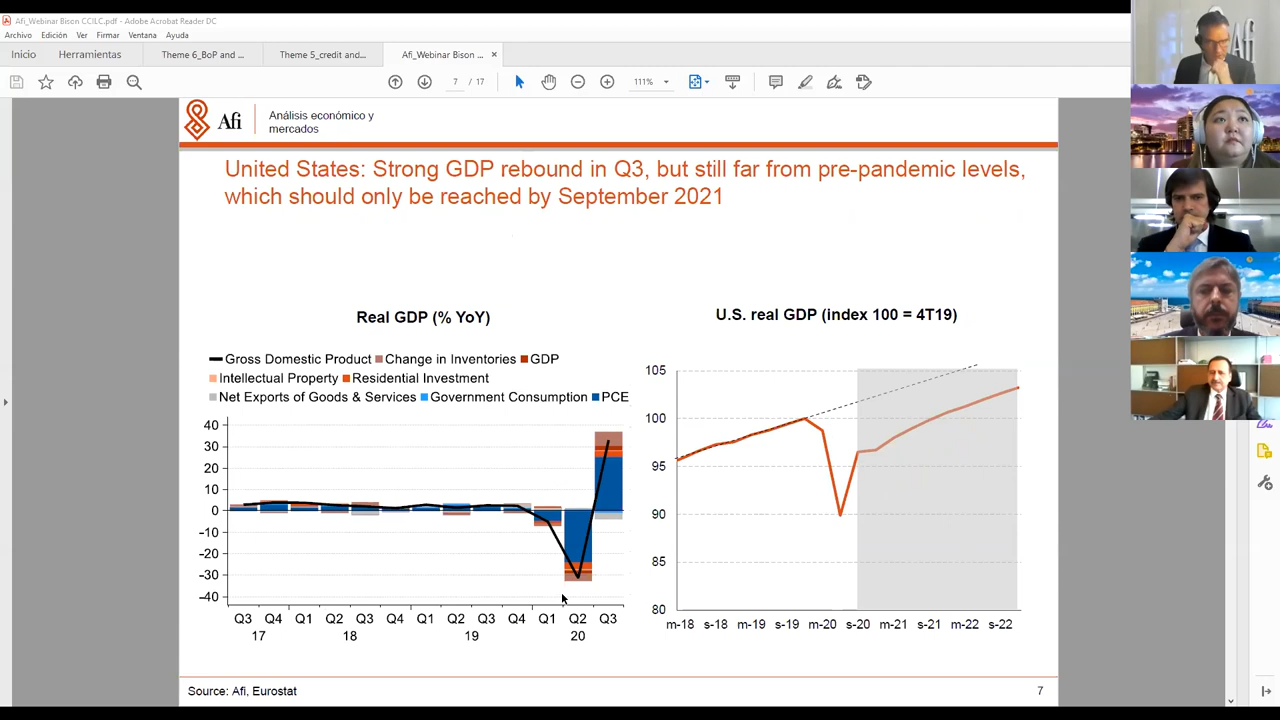 Afi_Webinar Bison CCILC.pdf - Adobe Acrobat Reader DC
Archivo Edición Ver Firmar Ventana Ayuda
Inicio Herramientas Theme 6_BoP and ... Theme 5_credit and... Afi_Webinar Bison ... ×
7 / 17 111%
Afi Análisis económico y
mercados
United States: Strong GDP rebound in Q3, but still far from pre-pandemic levels,
which should only be reached by September 2021
Real GDP (% YoY)
Gross Domestic Product Change in Inventories GDP
Intellectual Property Residential Investment
Net Exports of Goods & Services Government Consumption PCE
40
30
20
10
0
-10
-20
-30
-40
Q3 Q4 Q1 Q2 Q3 Q4 Q1 Q2 Q3 Q4 Q1 Q2 Q3
17 18 19 20
U.S. real GDP (index 100 = 4T19)
105
100
95
90
85
80
m-18 s-18 m-19 s-19 m-20 s-20 m-21 s-21 m-22 s-22
Source: Afi, Eurostat
7
Afi